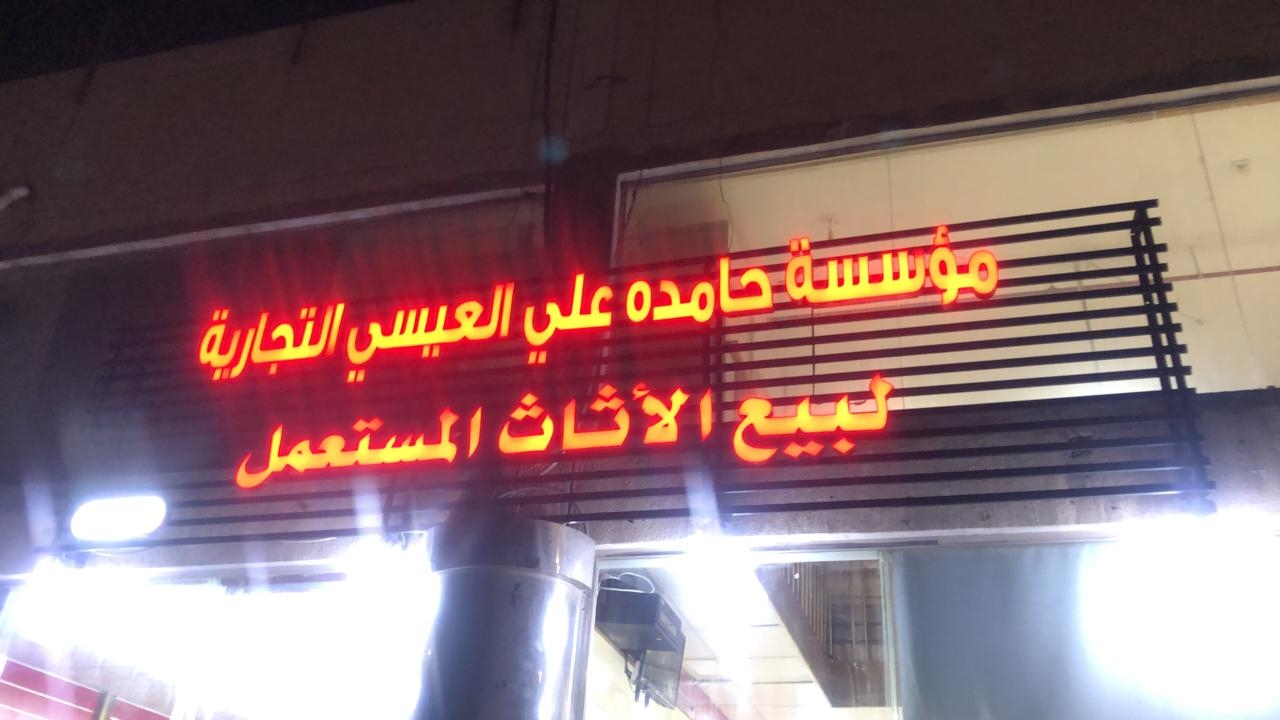 مؤسسة حامده علي العيسي التجارية
لبيع الأثاث المستعمل